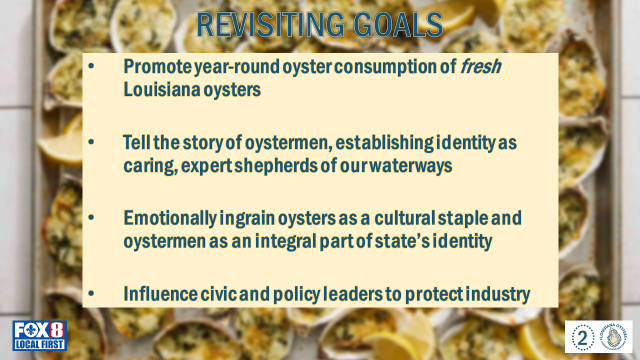 REVISITING GOALS
• Promote year-round oyster consumption of fresh
Louisiana oysters
• Tell the story of oystermen, establishing identity as
caring, expert shepherds of our waterways
• Emotionally ingrain oysters as a cultural staple and
oystermen as an integral part of state's identity
• Influence civic and policy leaders to protect industry
FOX 8
LOCAL FIRST
2
LOUISIANA OYSTERS